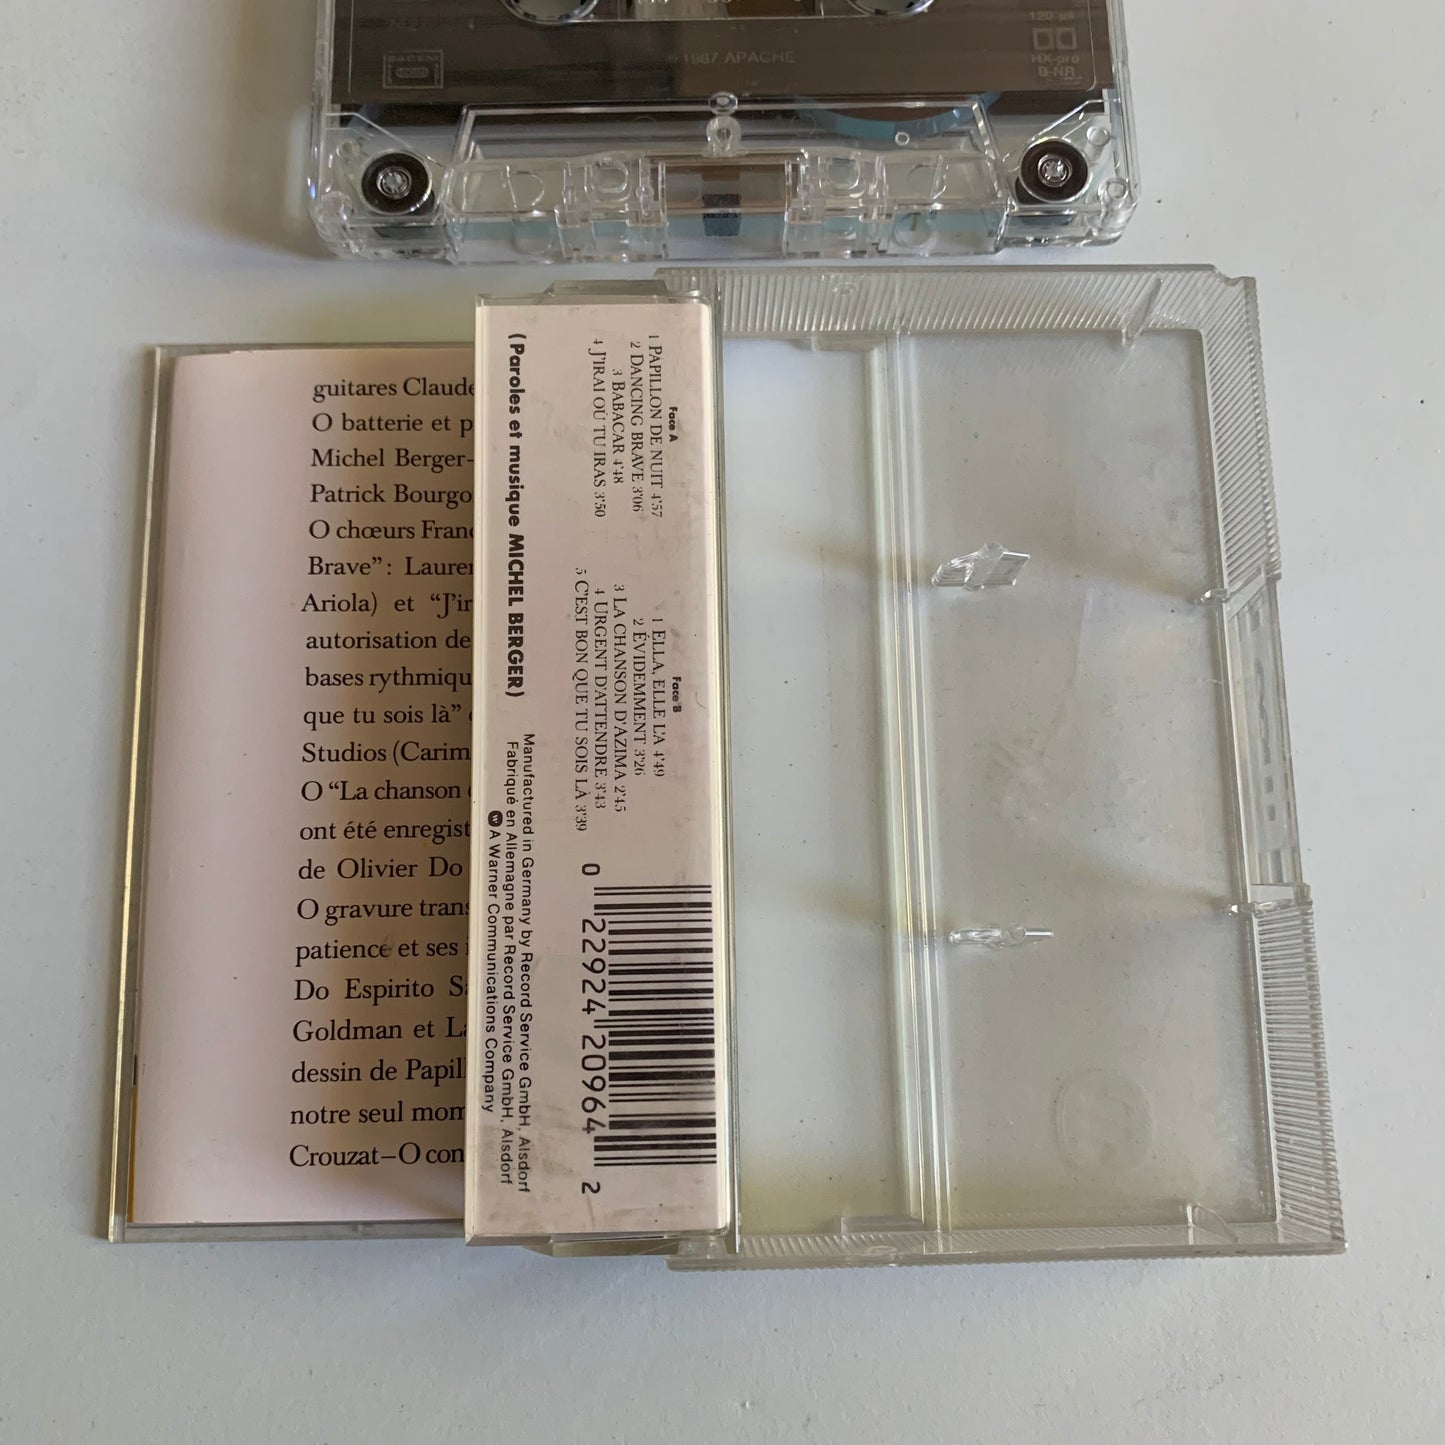 120 µs
SACEM
℗ 1987 APACHE
HX-pro
B-NR
guitares Claude
O batterie et p
Michel Berger–
Patrick Bourgo
O chœurs Franc
Brave” : Lauren
Ariola) et “J’ir
autorisation de
bases rythmiqu
que tu sois là”
Studios (Carim
O “La chanson
ont été enregist
de Olivier Do
O gravure trans
patience et ses
Do Espirito S
Goldman et La
dessin de Papil
notre seul mom
Crouzat–O con
Face A
1 PAPILLON DE NUIT 4'57
2 DANCING BRAVE 3'06
3 BABACAR 4'48
4 J'IRAI OÙ TU IRAS 3'50
Face B
1 ELLA, ELLE L'A 4'49
2 ÉVIDEMMENT 3'26
3 LA CHANSON D'AZIMA 2'45
4 URGENT D'ATTENDRE 3'43
5 C'EST BON QUE TU SOIS LÀ 3'39
(Paroles et musique MICHEL BERGER)
Manufactured in Germany by Record Service GmbH, Alsdorf
Fabriqué en Allemagne par Record Service GmbH, Alsdorf
A Warner Communications Company
0 22924 20964 2